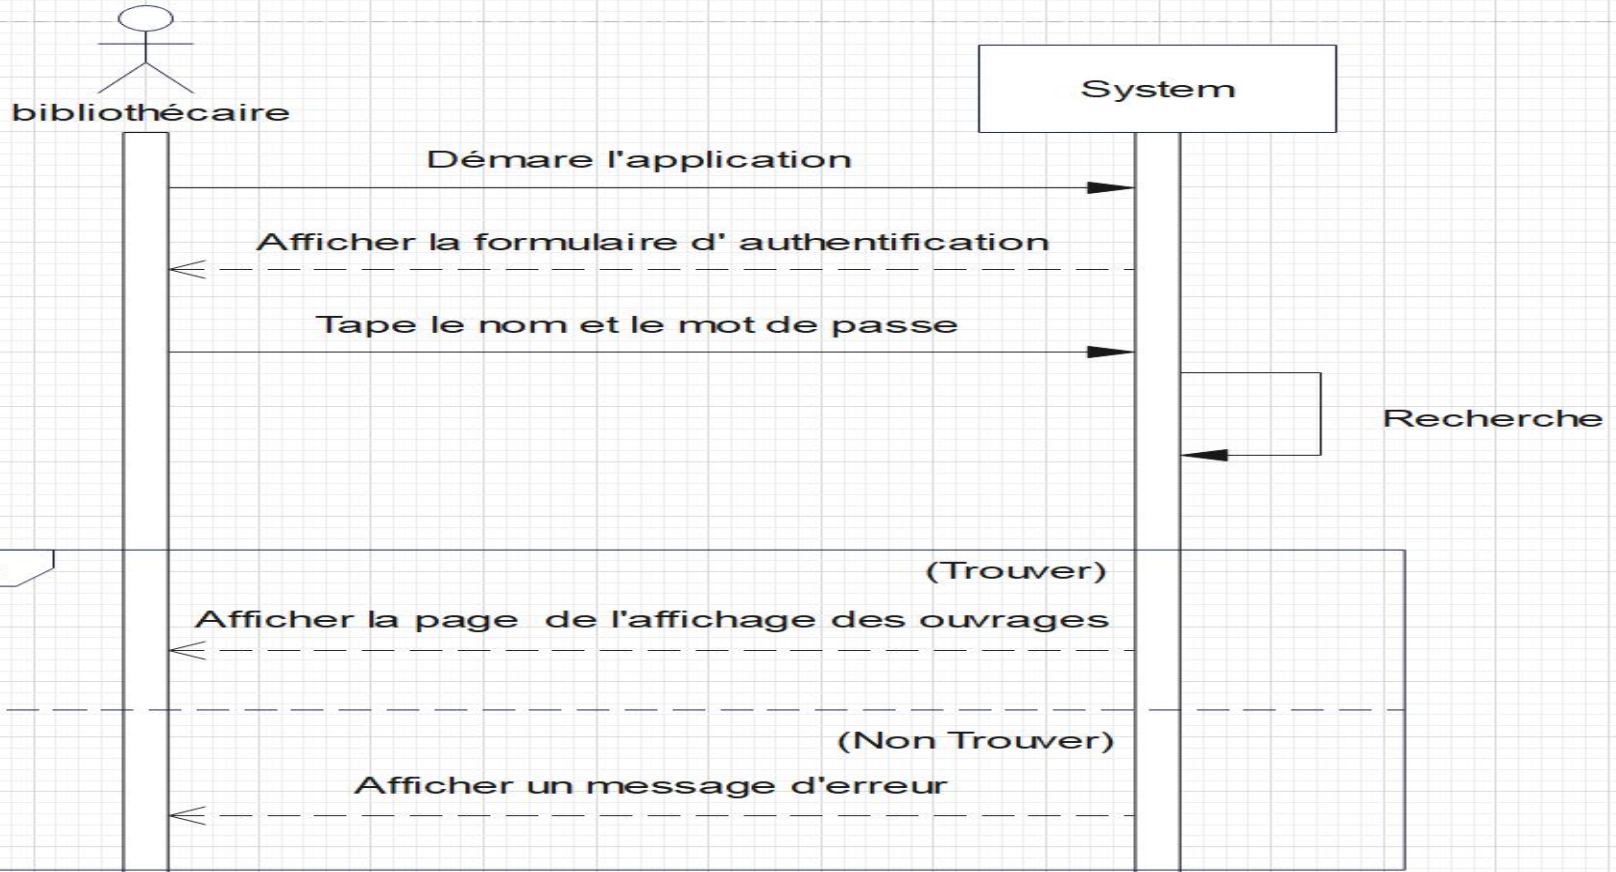 bibliothécaire
System
Démare l'application
Afficher la formulaire d' authentification
Tape le nom et le mot de passe
Recherche
(Trouver)
Afficher la page  de l'affichage des ouvrages
(Non Trouver)
Afficher un message d'erreur